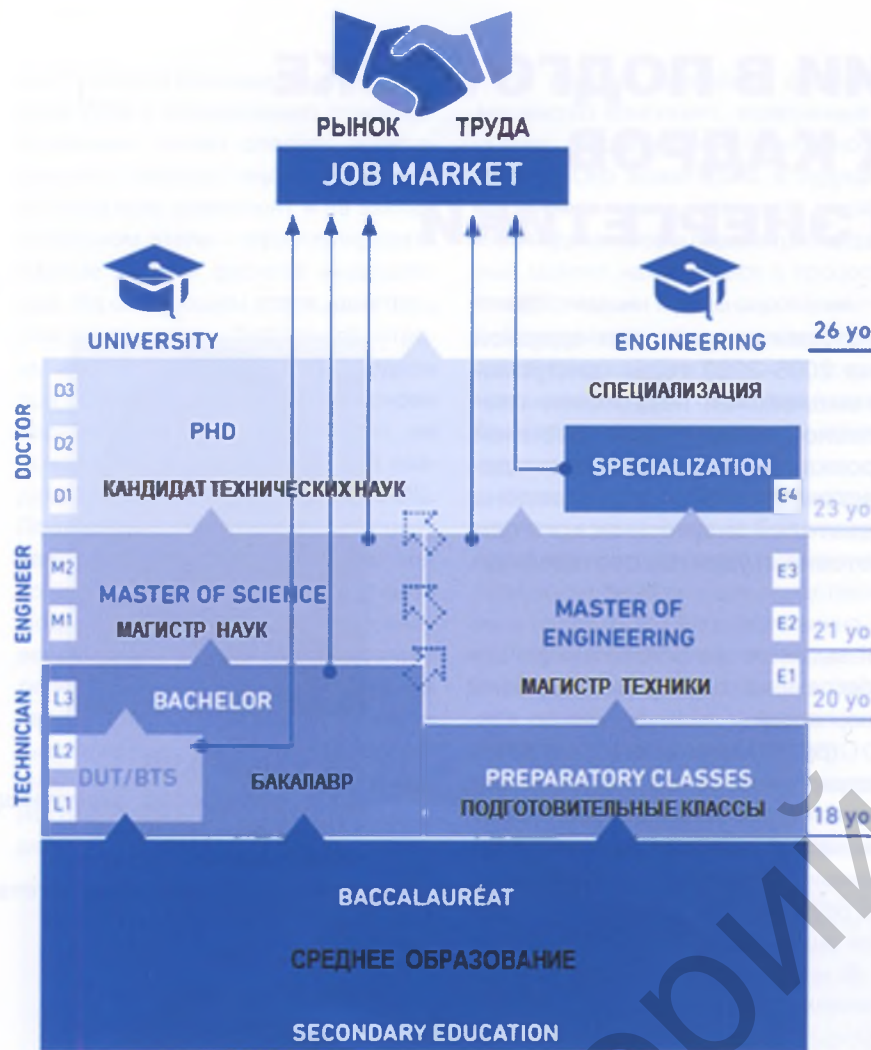 РЫНОК ТРУДА
JOB MARKET
UNIVERSITY
ENGINEERING
26 yo
DOCTOR
D3
D2
D1
PHD
КАНДИДАТ ТЕХНИЧЕСКИХ НАУК
СПЕЦИАЛИЗАЦИЯ
SPECIALIZATION
E4
23 yo
ENGINEER
M2
M1
MASTER OF SCIENCE
МАГИСТР НАУК
MASTER OF
ENGINEERING
МАГИСТР ТЕХНИКИ
E3
E2
E1
21 yo
20 yo
TECHNICIAN
L3
L2
L1
BACHELOR
DUT/BTS
БАКАЛАВР
PREPARATORY CLASSES
ПОДГОТОВИТЕЛЬНЫЕ КЛАССЫ
18 yo
BACCALAURÉAT
СРЕДНЕЕ ОБРАЗОВАНИЕ
SECONDARY EDUCATION